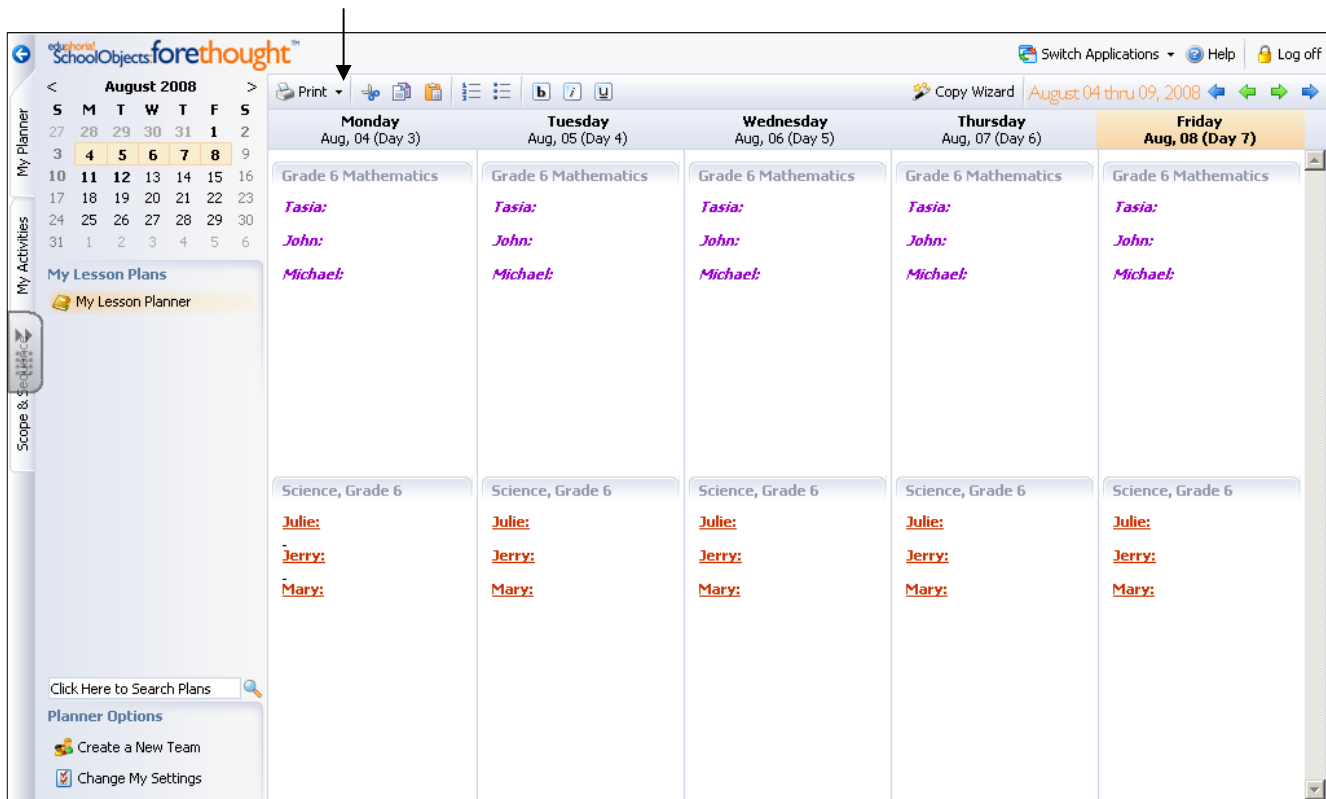 eduphoria!
SchoolObjects:forethought™
Switch Applications
Help
Log off
My Planner
My Activities
Scope & Sequence
< August 2008 >
S M T W T F S
27 28 29 30 31 1 2
3 4 5 6 7 8 9
10 11 12 13 14 15 16
17 18 19 20 21 22 23
24 25 26 27 28 29 30
31 1 2 3 4 5 6
My Lesson Plans
My Lesson Planner
Click Here to Search Plans
Planner Options
Create a New Team
Change My Settings
Print b i u Copy Wizard August 04 thru 09, 2008
Monday Tuesday Wednesday Thursday Friday
Aug, 04 (Day 3) Aug, 05 (Day 4) Aug, 06 (Day 5) Aug, 07 (Day 6) Aug, 08 (Day 7)
Grade 6 Mathematics Grade 6 Mathematics Grade 6 Mathematics Grade 6 Mathematics Grade 6 Mathematics
Tasia: Tasia: Tasia: Tasia: Tasia:
John: John: John: John: John:
Michael: Michael: Michael: Michael: Michael:
Science, Grade 6 Science, Grade 6 Science, Grade 6 Science, Grade 6 Science, Grade 6
Julie: Julie: Julie: Julie: Julie:
Jerry: Jerry: Jerry: Jerry: Jerry:
Mary: Mary: Mary: Mary: Mary: